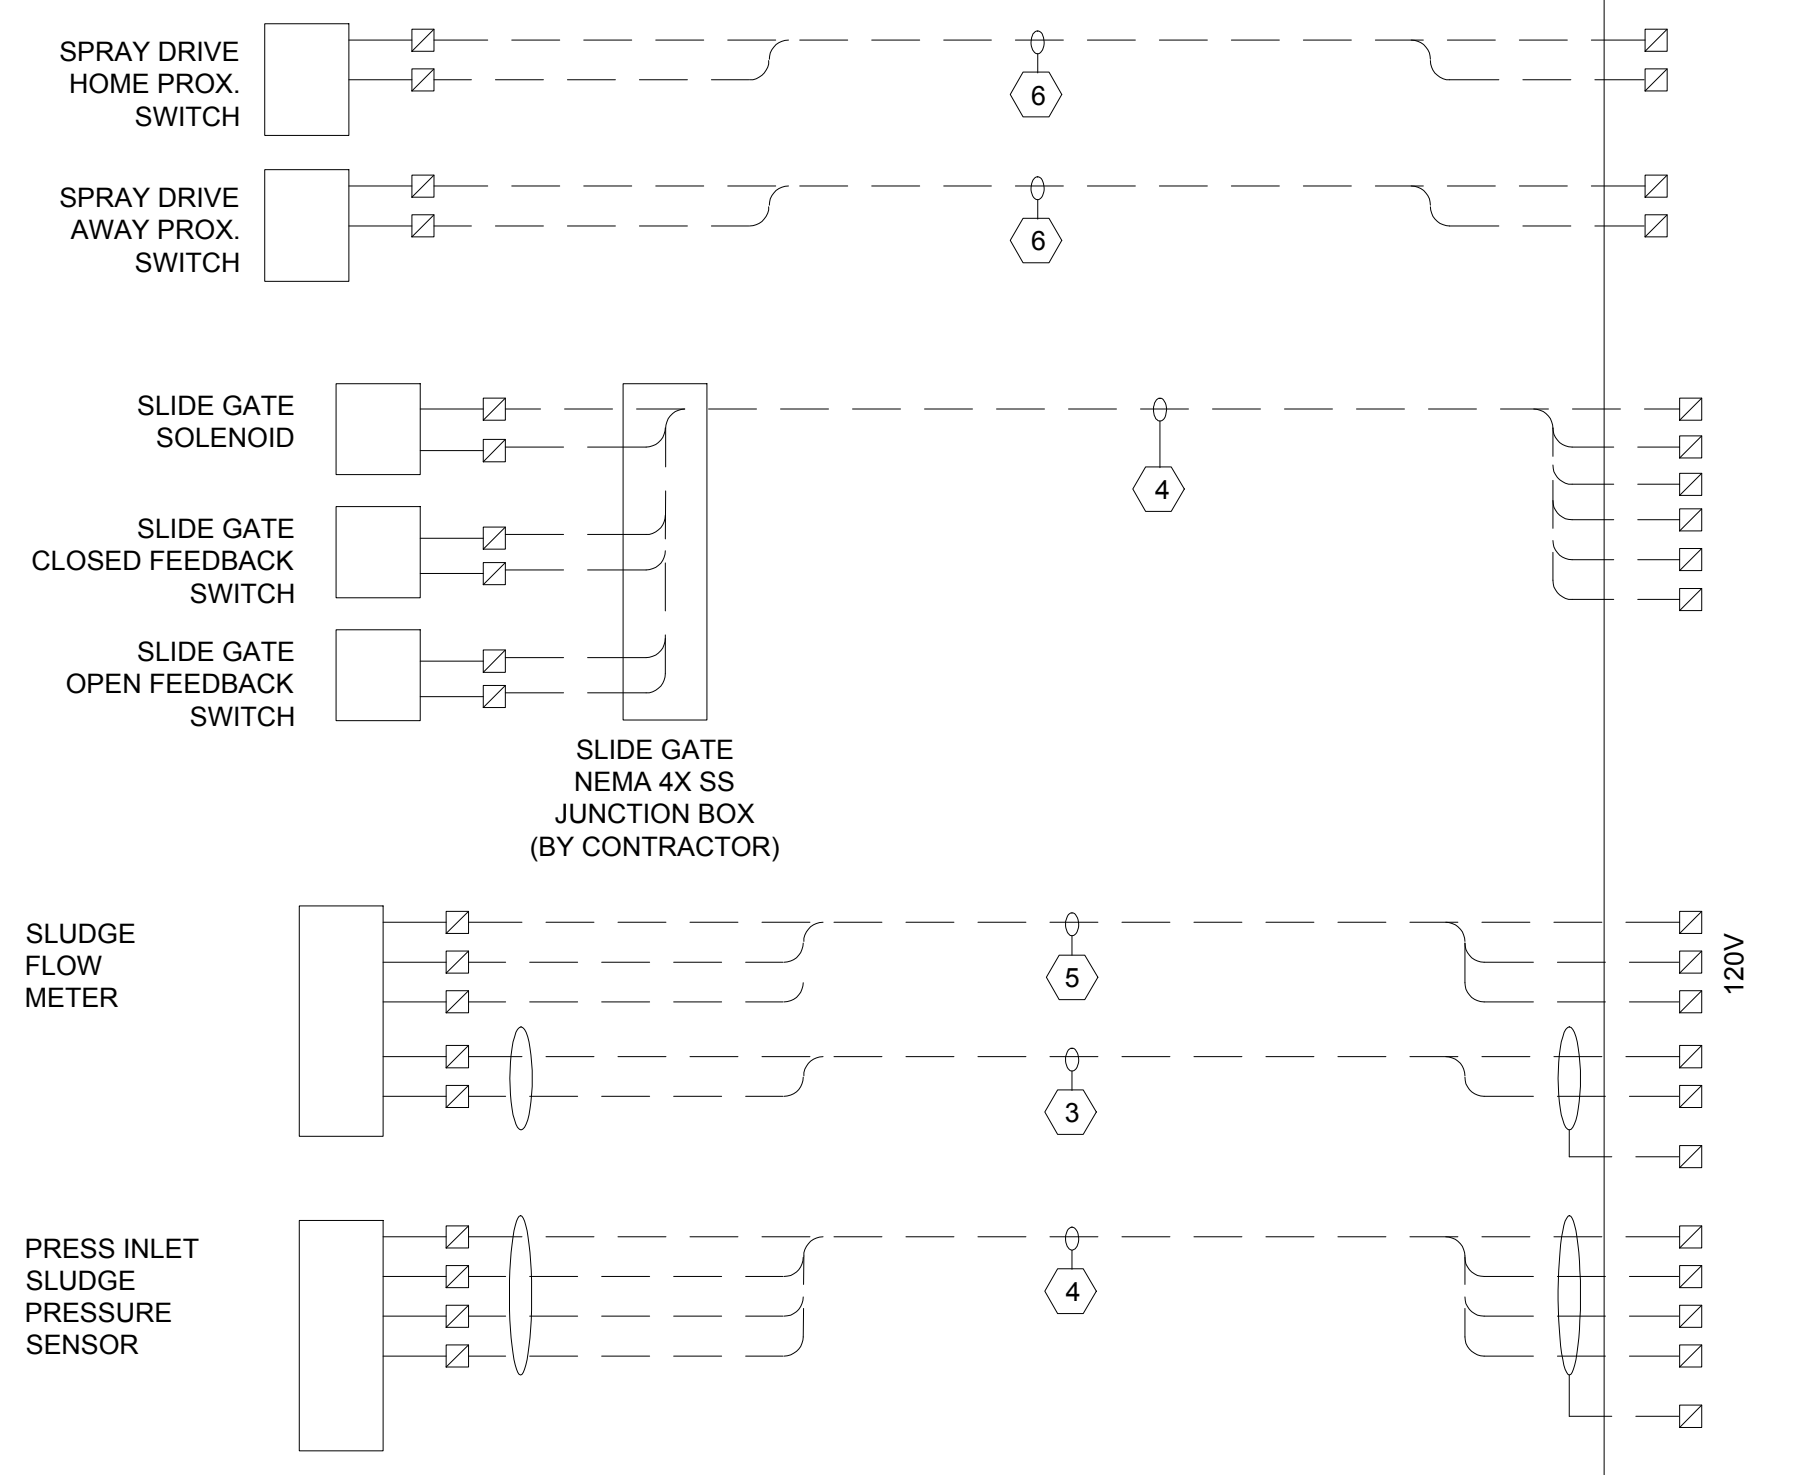 SPRAY DRIVE
HOME PROX.
SWITCH
6
SPRAY DRIVE
AWAY PROX.
SWITCH
6
SLIDE GATE
SOLENOID
4
SLIDE GATE
CLOSED FEEDBACK
SWITCH
SLIDE GATE
OPEN FEEDBACK
SWITCH
SLIDE GATE
NEMA 4X SS
JUNCTION BOX
(BY CONTRACTOR)
SLUDGE
FLOW
METER
5
120V
3
PRESS INLET
SLUDGE
PRESSURE
SENSOR
4